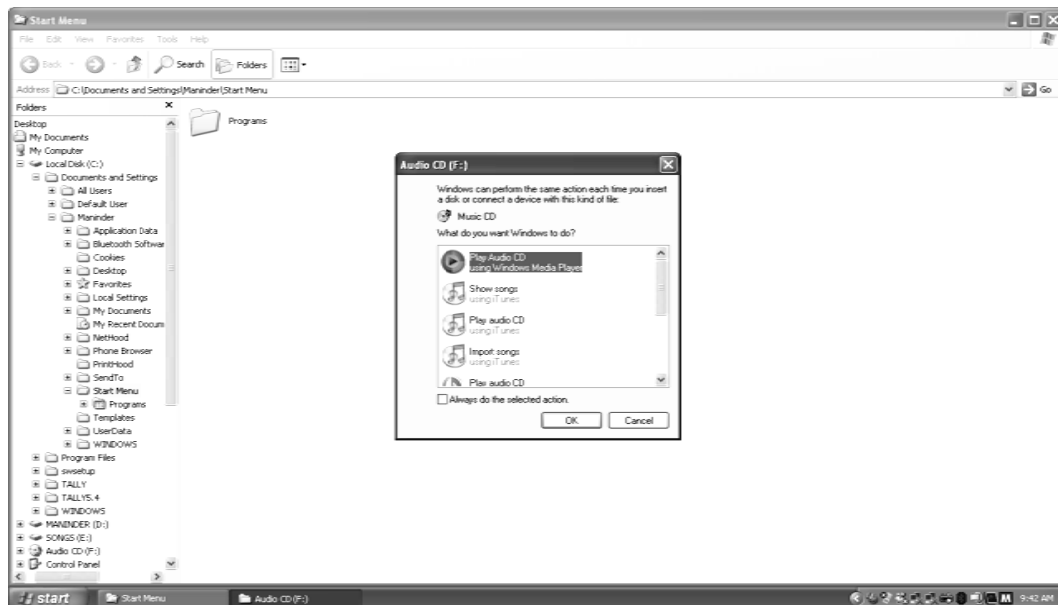 Start Menu
File Edit View Favorites Tools Help
Back Search Folders
Address C:\Documents and Settings\Maninder\Start Menu Go
Folders
Desktop
My Documents
My Computer
Local Disk (C:)
Documents and Settings
All Users
Default User
Maninder
Application Data
Bluetooth Softwar
Cookies
Desktop
Favorites
Local Settings
My Documents
My Recent Docum
NetHood
Phone Browser
PrintHood
SendTo
Start Menu
Programs
Templates
UserData
WINDOWS
Program Files
swsetup
TALLY
TALLY5.4
WINDOWS
MANINDER (D:)
SONGS (E:)
Audio CD (F:)
Control Panel
Programs
Audio CD (F:)
Windows can perform the same action each time you insert
a disk or connect a device with this kind of file:
Music CD
What do you want Windows to do?
Play Audio CD
using Windows Media Player
Show songs
using iTunes
Play audio CD
using iTunes
Import songs
using iTunes
Play audio CD
Always do the selected action.
OK Cancel
start Start Menu Audio CD (F:) M 9:42 AM